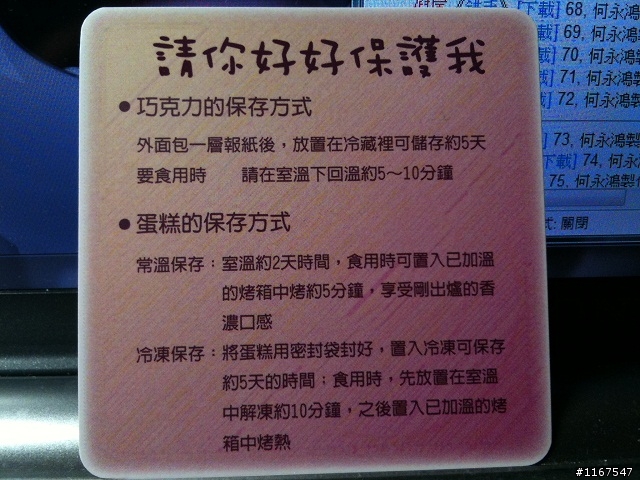 請你好好保護我
●巧克力的保存方式
外面包一層報紙後，放置在冷藏裡可儲存約5天
要食用時　　請在室溫下回溫約5～10分鐘
●蛋糕的保存方式
常溫保存：室溫約2天時間，食用時可置入已加溫
的烤箱中烤約5分鐘，享受剛出爐的香
濃口感
冷凍保存：將蛋糕用密封袋封好，置入冷凍可保存
約5天的時間；食用時，先放置在室溫
中解凍約10分鐘，之後置入已加溫的烤
箱中烤熟
[下載] 68, 何永鴻
69, 何永鴻
70, 何永鴻
71, 何永鴻製
72, 何永鴻製
73, 何永鴻製
下載] 74, 何永鴻製
75. 何永鴻製作
式: 關閉
#1167547